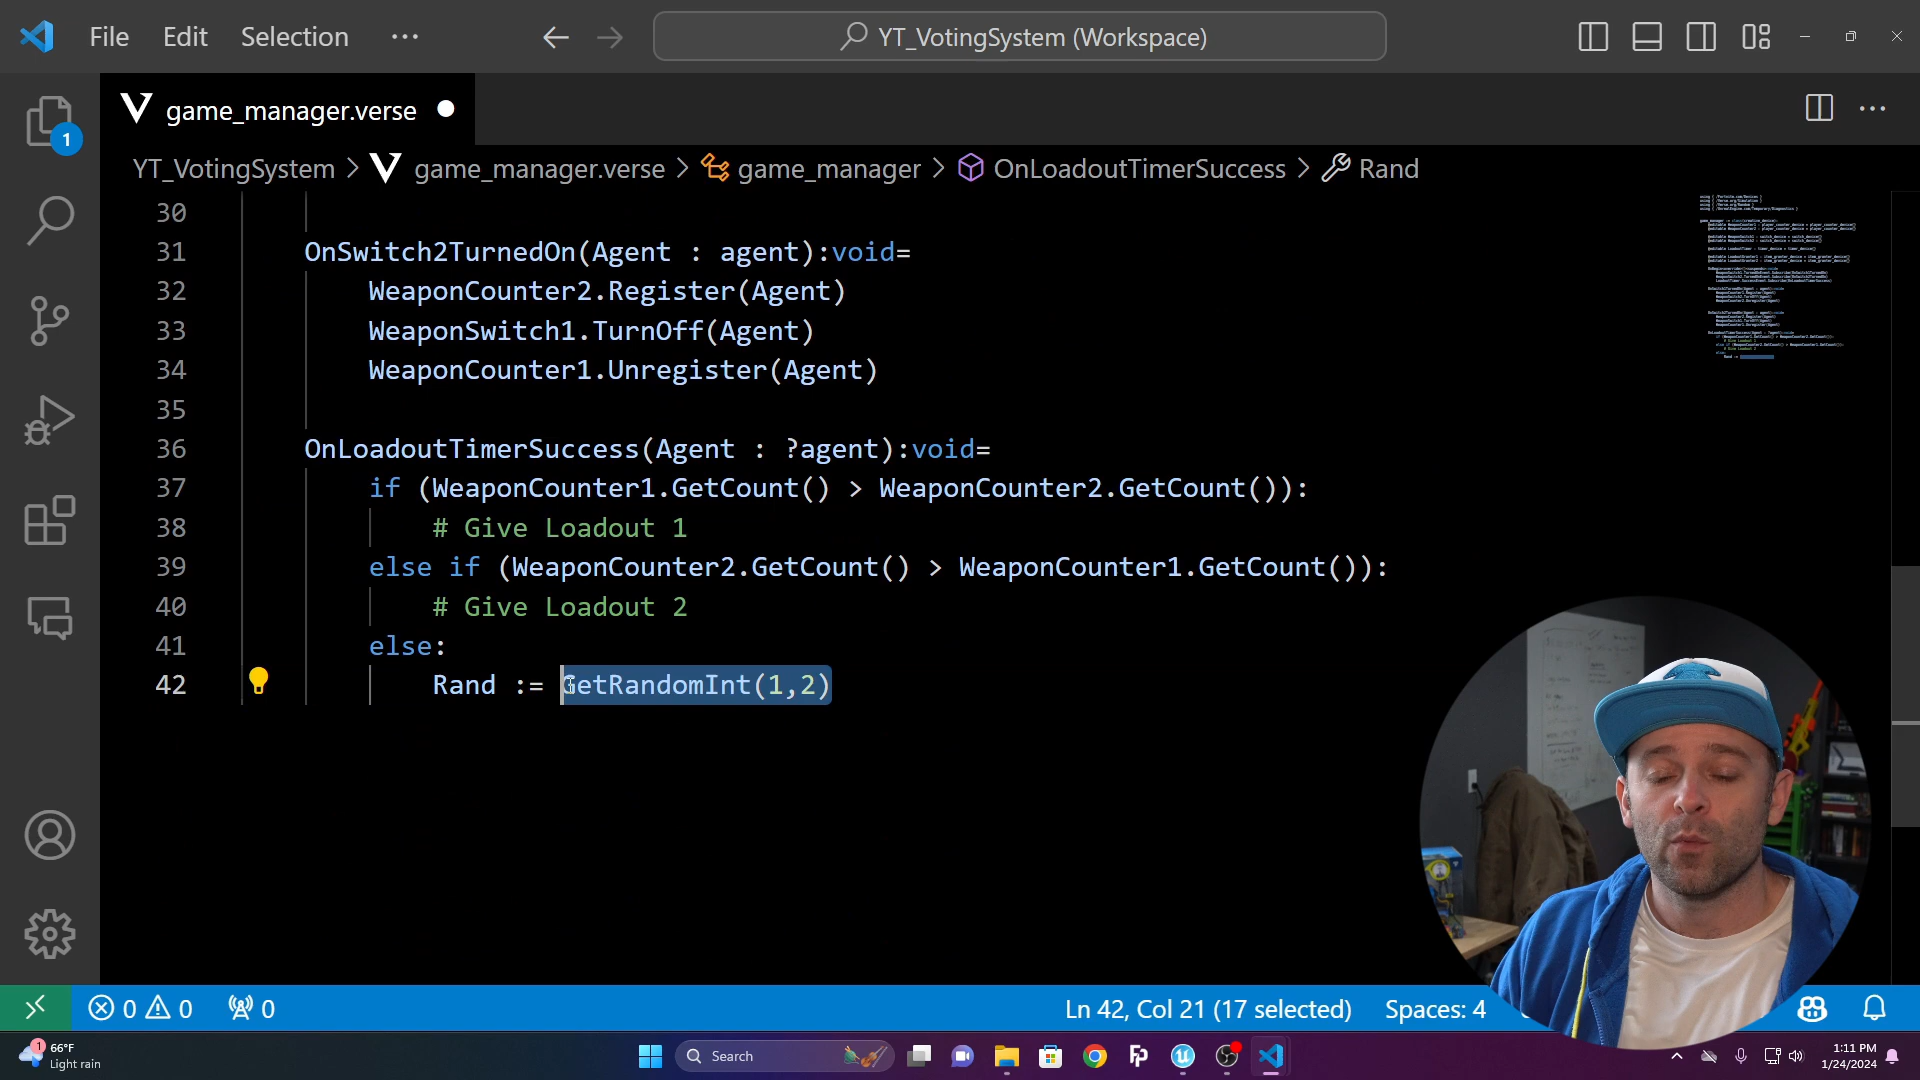 File Edit Selection ···
YT_VotingSystem (Workspace)
game_manager.verse
1
YT_VotingSystem > game_manager.verse > game_manager > OnLoadoutTimerSuccess > Rand
30
31 OnSwitch2TurnedOn(Agent : agent):void=
32 WeaponCounter2.Register(Agent)
33 WeaponSwitch1.TurnOff(Agent)
34 WeaponCounter1.Unregister(Agent)
35
36 OnLoadoutTimerSuccess(Agent : ?agent):void=
37 if (WeaponCounter1.GetCount() > WeaponCounter2.GetCount()):
38 # Give Loadout 1
39 else if (WeaponCounter2.GetCount() > WeaponCounter1.GetCount()):
40 # Give Loadout 2
41 else:
42 Rand := GetRandomInt(1,2)
0 0 0 Ln 42, Col 21 (17 selected) Spaces: 4
1 66°F
Light rain
Search
1:11 PM
1/24/2024